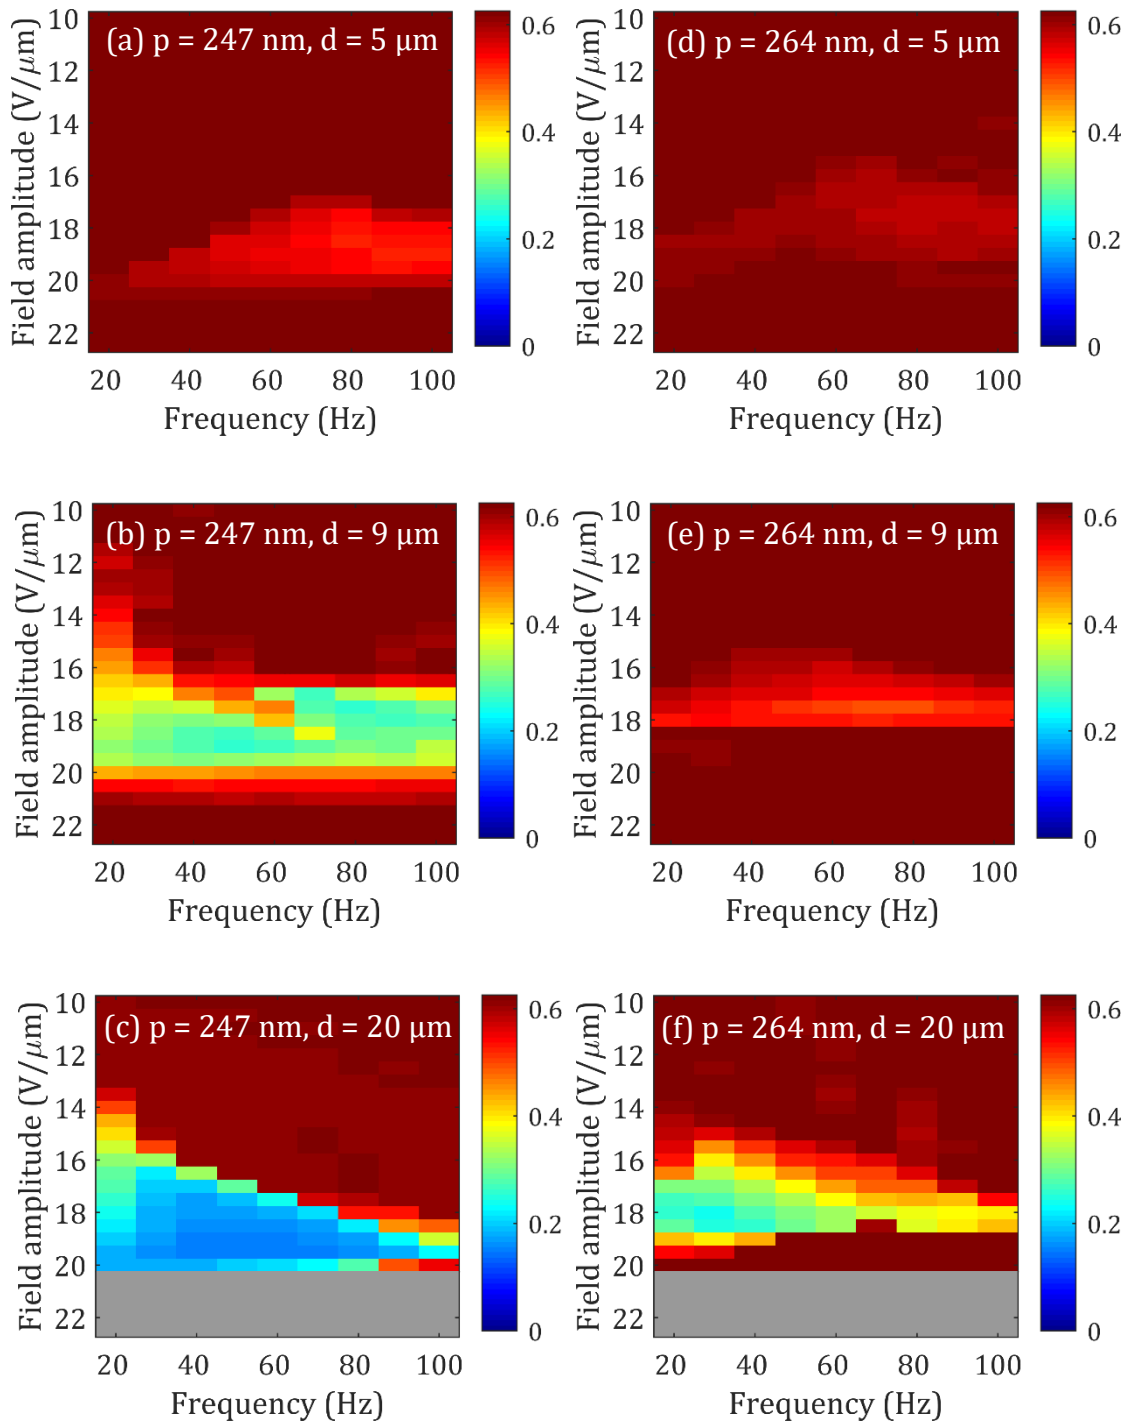 (a) p = 247 nm, d = 5 μm
Field amplitude (V/μm)
10
12
14
16
18
20
22
20 40 60 80 100
Frequency (Hz)
0.6
0.4
0.2
0
(d) p = 264 nm, d = 5 μm
Field amplitude (V/μm)
10
12
14
16
18
20
22
20 40 60 80 100
Frequency (Hz)
0.6
0.4
0.2
0
(b) p = 247 nm, d = 9 μm
Field amplitude (V/μm)
10
12
14
16
18
20
22
20 40 60 80 100
Frequency (Hz)
0.6
0.4
0.2
0
(e) p = 264 nm, d = 9 μm
Field amplitude (V/μm)
10
12
14
16
18
20
22
20 40 60 80 100
Frequency (Hz)
0.6
0.4
0.2
0
(c) p = 247 nm, d = 20 μm
Field amplitude (V/μm)
10
12
14
16
18
20
22
20 40 60 80 100
Frequency (Hz)
0.6
0.4
0.2
0
(f) p = 264 nm, d = 20 μm
Field amplitude (V/μm)
10
12
14
16
18
20
22
20 40 60 80 100
Frequency (Hz)
0.6
0.4
0.2
0